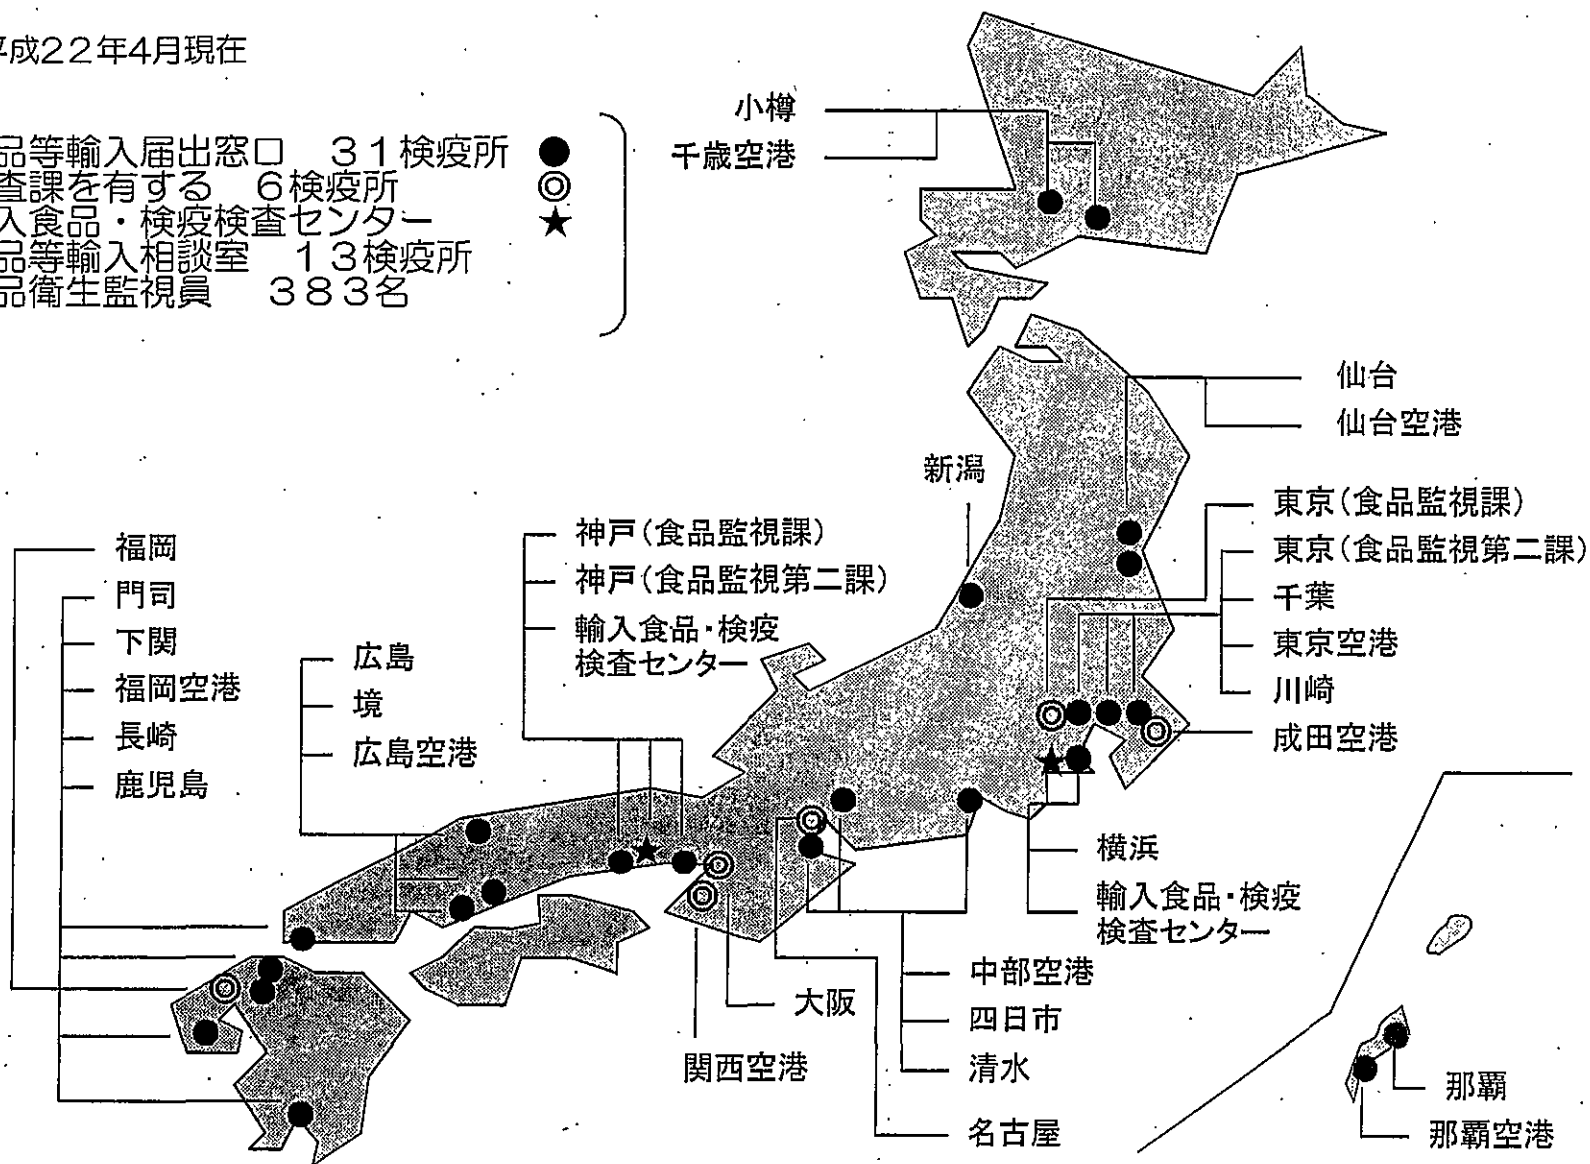 平成22年4月現在
品等輸入届出窓口 31検疫所 ●
査課を有する 6検疫所 ◎
入食品・検疫検査センター ★
品等輸入相談室 13検疫所
品衛生監視員 383名
小樽
千歳空港
仙台
仙台空港
新潟
東京(食品監視課)
東京(食品監視第二課)
千葉
東京空港
川崎
成田空港
神戸(食品監視課)
神戸(食品監視第二課)
輸入食品・検疫
検査センター
福岡
門司
下関
福岡空港
長崎
鹿児島
広島
境
広島空港
横浜
輸入食品・検疫
検査センター
中部空港
四日市
清水
名古屋
大阪
関西空港
那覇
那覇空港